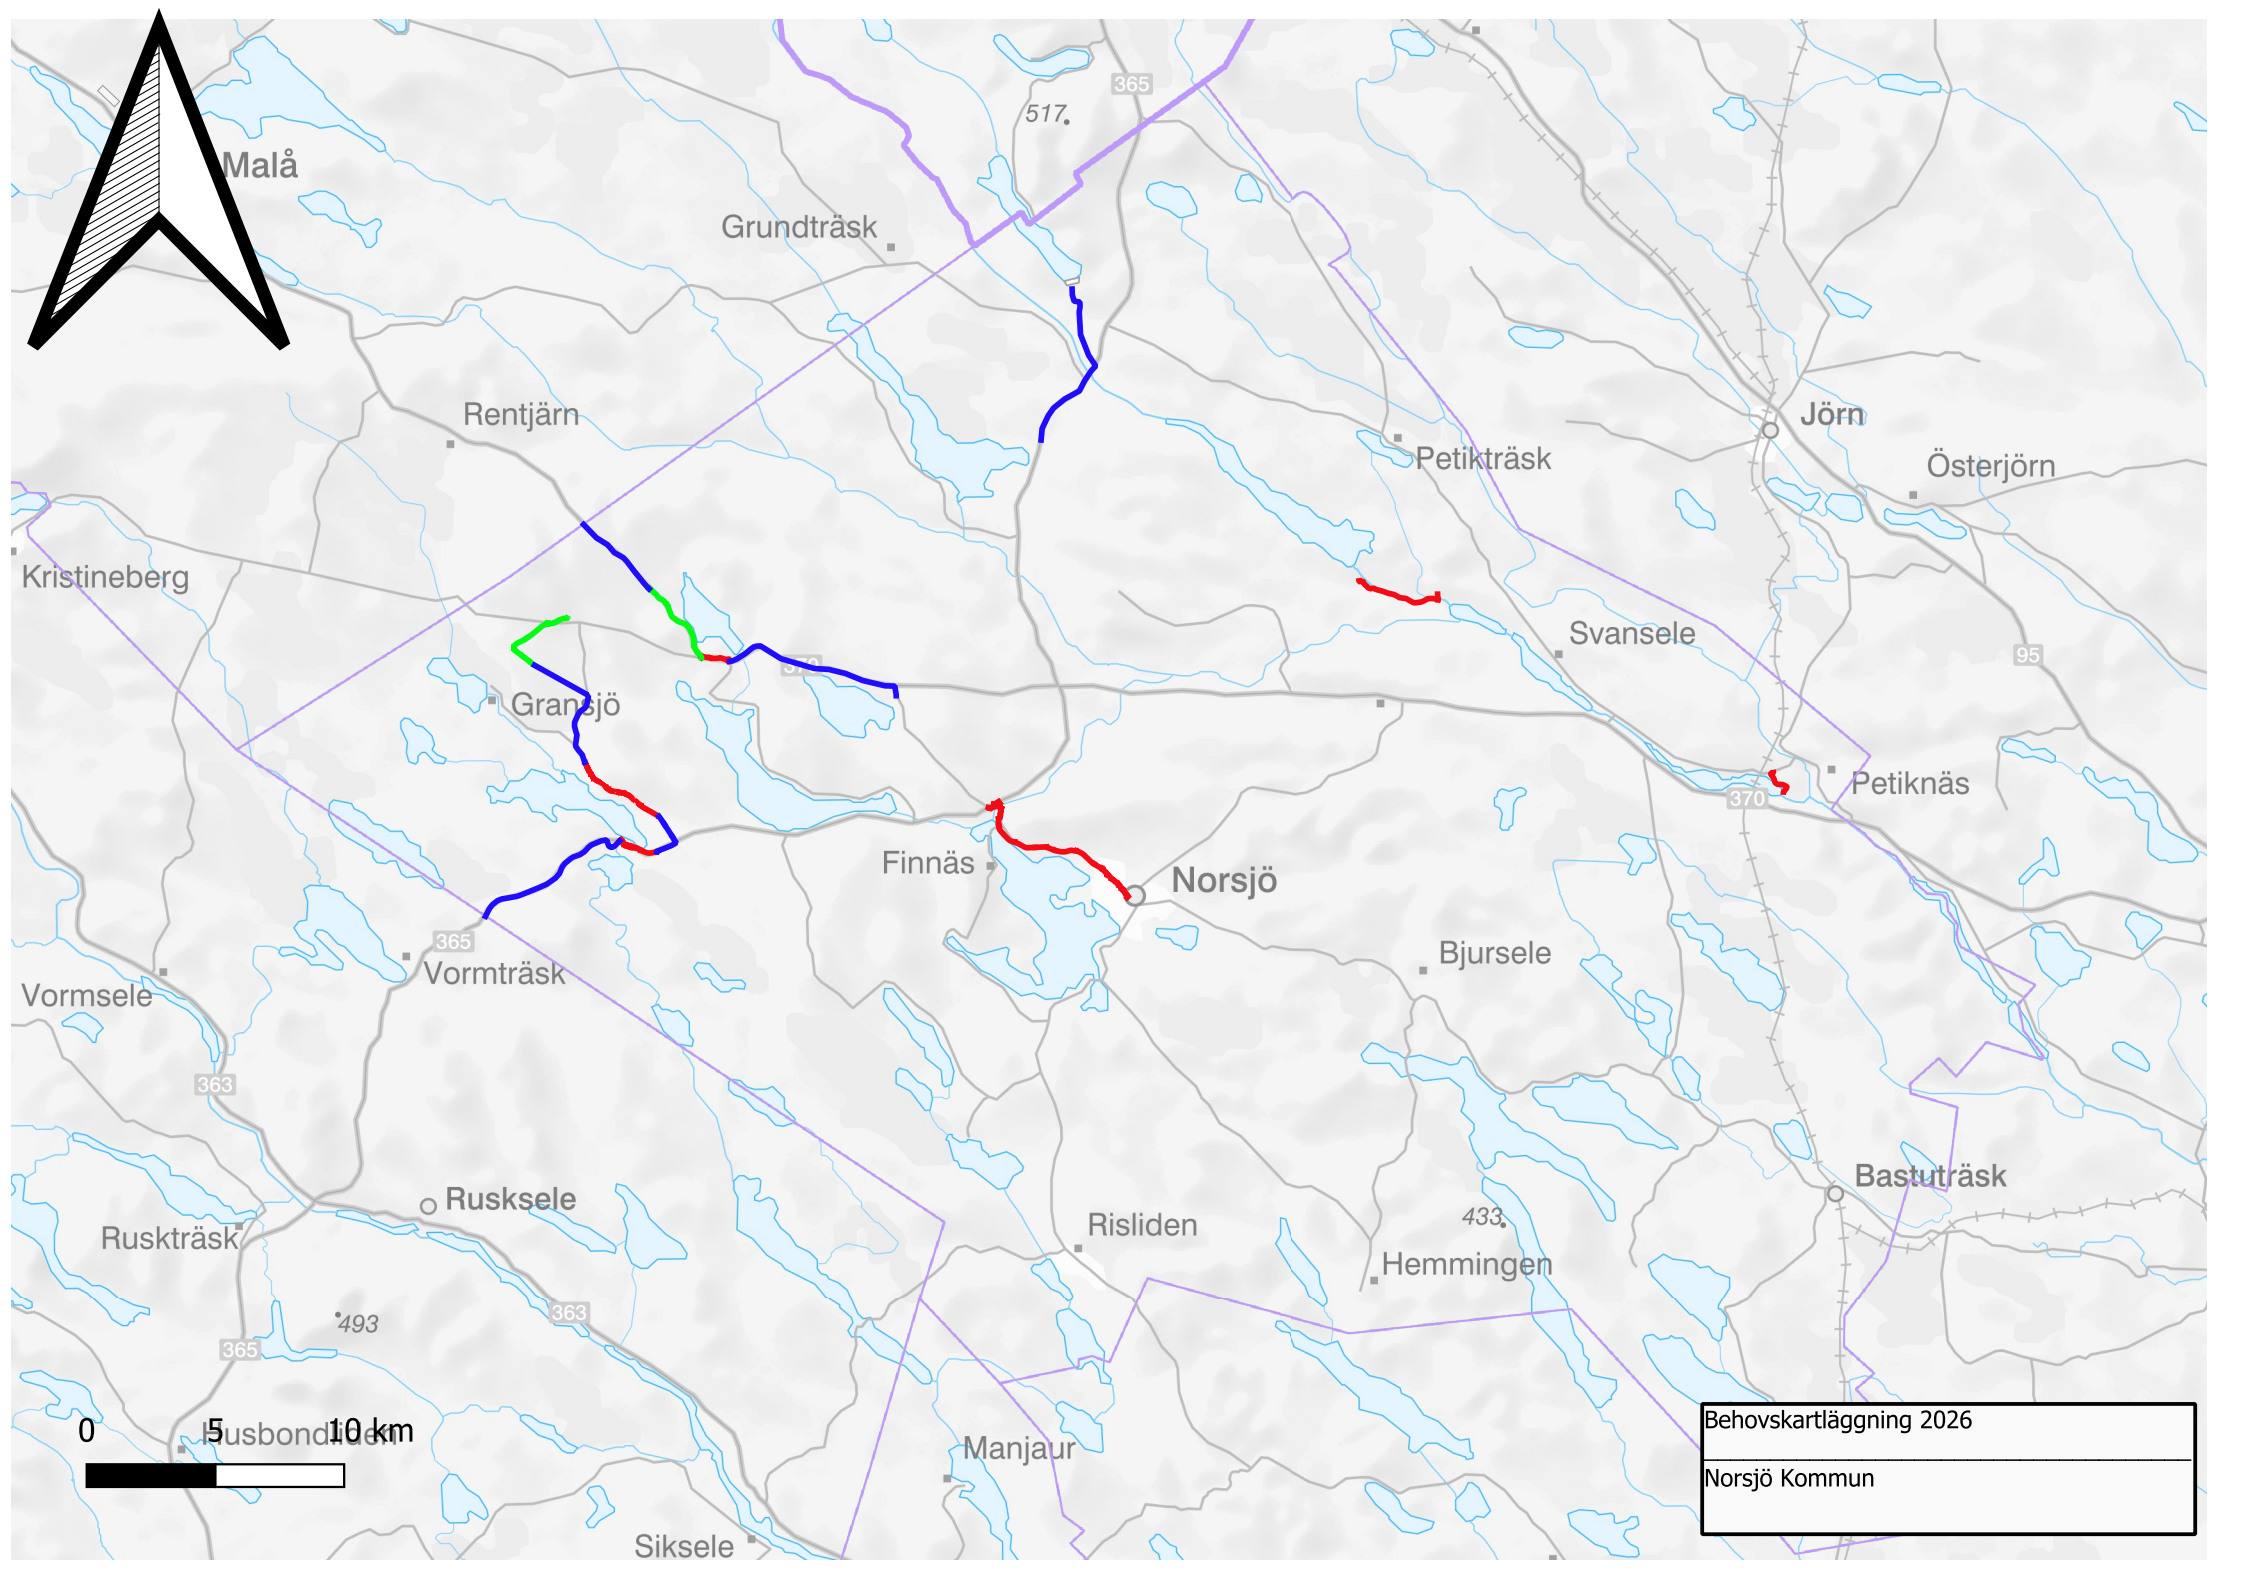 365
517
Malå
Grundträsk
Rentjärn
Jörn
Petikträsk
Österjörn
Kristineberg
Svansele
95
370
Gransjö
Petiknäs
370
Finnäs
Norsjö
365
Bjursele
Vormträsk
Vormsele
363
Bastuträsk
Rusksele
Risliden
433
Ruskträsk
Hemmingen
363
493
365
Behovskartläggning 2026
0 5 10 km
Husbondliden
Manjaur
Norsjö Kommun
Siksele